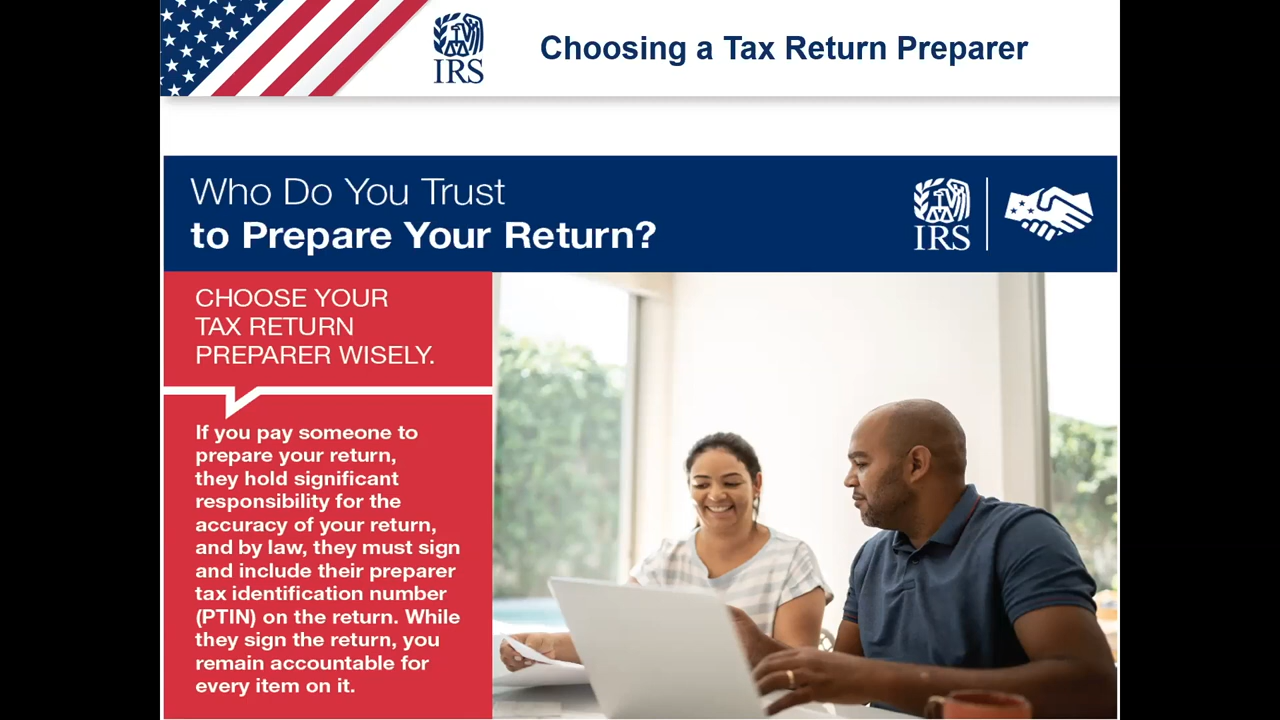 IRS
Choosing a Tax Return Preparer
Who Do You Trust
to Prepare Your Return?
IRS
CHOOSE YOUR
TAX RETURN
PREPARER WISELY.
If you pay someone to
prepare your return,
they hold significant
responsibility for the
accuracy of your return,
and by law, they must sign
and include their preparer
tax identification number
(PTIN) on the return. While
they sign the return, you
remain accountable for
every item on it.